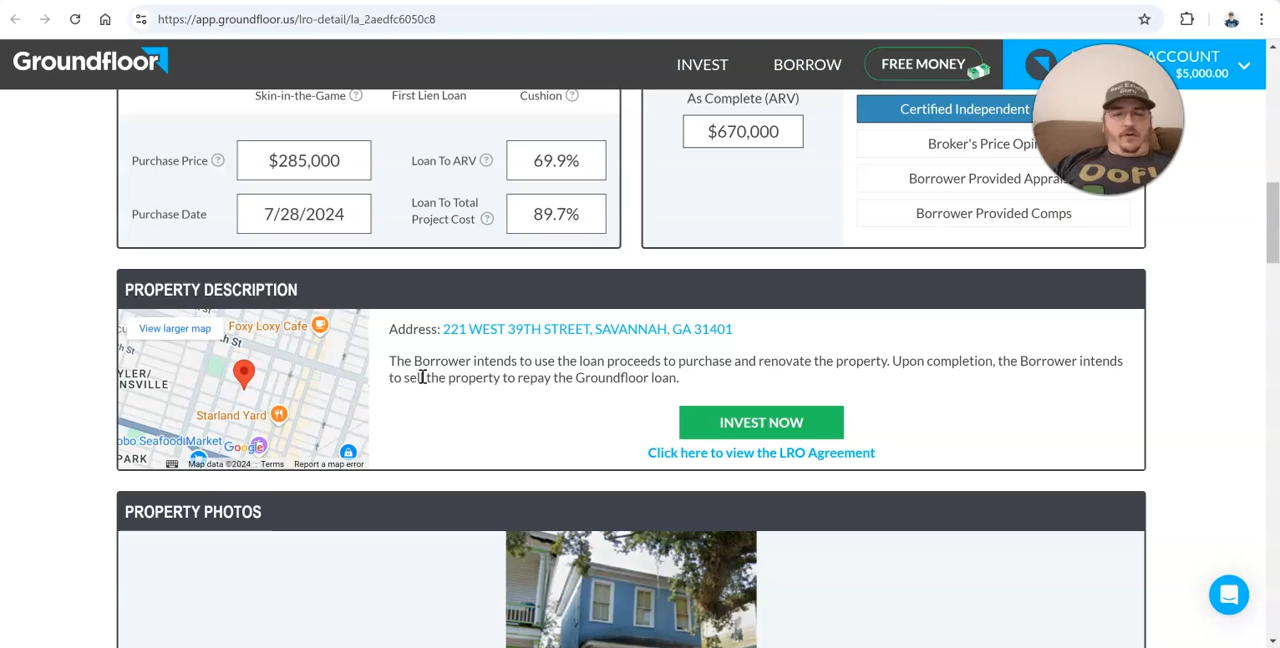 https://app.groundfloor.us/lro-detail/la_2aedfc6050c8
Groundfloor
INVEST
BORROW
FREE MONEY
ACCOUNT
$5,000.00
Skin-in-the-Game
First Lien Loan
Cushion
Purchase Price
$285,000
Loan To ARV
69.9%
Purchase Date
7/28/2024
Loan To Total
Project Cost
89.7%
As Complete (ARV)
$670,000
Certified Independent
Broker's Price
Borrower Provided
Borrower Provided Comps
PROPERTY DESCRIPTION
View larger map
Foxy Loxy Cafe
Starland Yard
Google
PARK
Map data ©2024
Terms
Report a map error
Address: 221 WEST 39TH STREET, SAVANNAH, GA 31401
The Borrower intends to use the loan proceeds to purchase and renovate the property. Upon completion, the Borrower intends
to sell the property to repay the Groundfloor loan.
INVEST NOW
Click here to view the LRO Agreement
PROPERTY PHOTOS